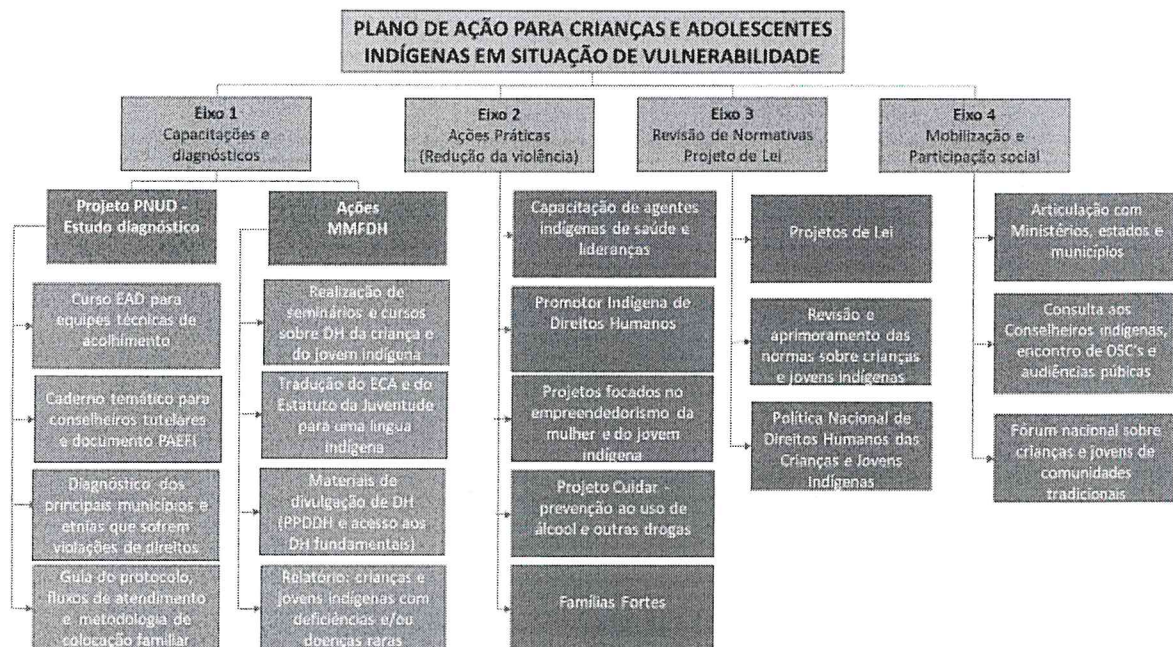 PLANO DE AÇÃO PARA CRIANÇAS E ADOLESCENTES
INDÍGENAS EM SITUAÇÃO DE VULNERABILIDADE
Eixo 1
Capacitações e
diagnósticos
Projeto PNUD -
Estudo diagnóstico
Curso EAD para
equipes técnicas de
acolhimento
Caderno temático para
conselheiros tutelares
e documento PAEFI
Diagnóstico dos
principais municípios e
etnias que sofrem
violações de direitos
Guia do protocolo,
fluxos de atendimento
e metodologia de
colocação familiar
Ações
MMFDH
Realização de
seminários e cursos
sobre DH da criança e
do jovem indígena
Tradução do ECA e do
Estatuto da Juventude
para uma língua
indígena
Materiais de
divulgação de DH
(PPDDH e acesso aos
DH fundamentais)
Relatório: crianças e
jovens indígenas com
deficiências e/ou
doenças raras
Eixo 2
Ações Práticas
(Redução da violência)
Capacitação de agentes
indígenas de saúde e
lideranças
Promotor Indígena de
Direitos Humanos
Projetos focados no
empreendedorismo da
mulher e do jovem
indígena
Projeto Cuidar -
prevenção ao uso de
álcool e outras drogas
Famílias Fortes
Eixo 3
Revisão de Normativas
Projeto de Lei
Projetos de Lei
Revisão e
aprimoramento das
normas sobre crianças
e jovens indígenas
Política Nacional de
Direitos Humanos das
Crianças e Jovens
Indígenas
Eixo 4
Mobilização e
Participação social
Articulação com
Ministérios, estados e
municípios
Consulta aos
Conselheiros indígenas,
encontro de OSC's e
audiências púbicas
Fórum nacional sobre
crianças e jovens de
comunidades
tradicionais